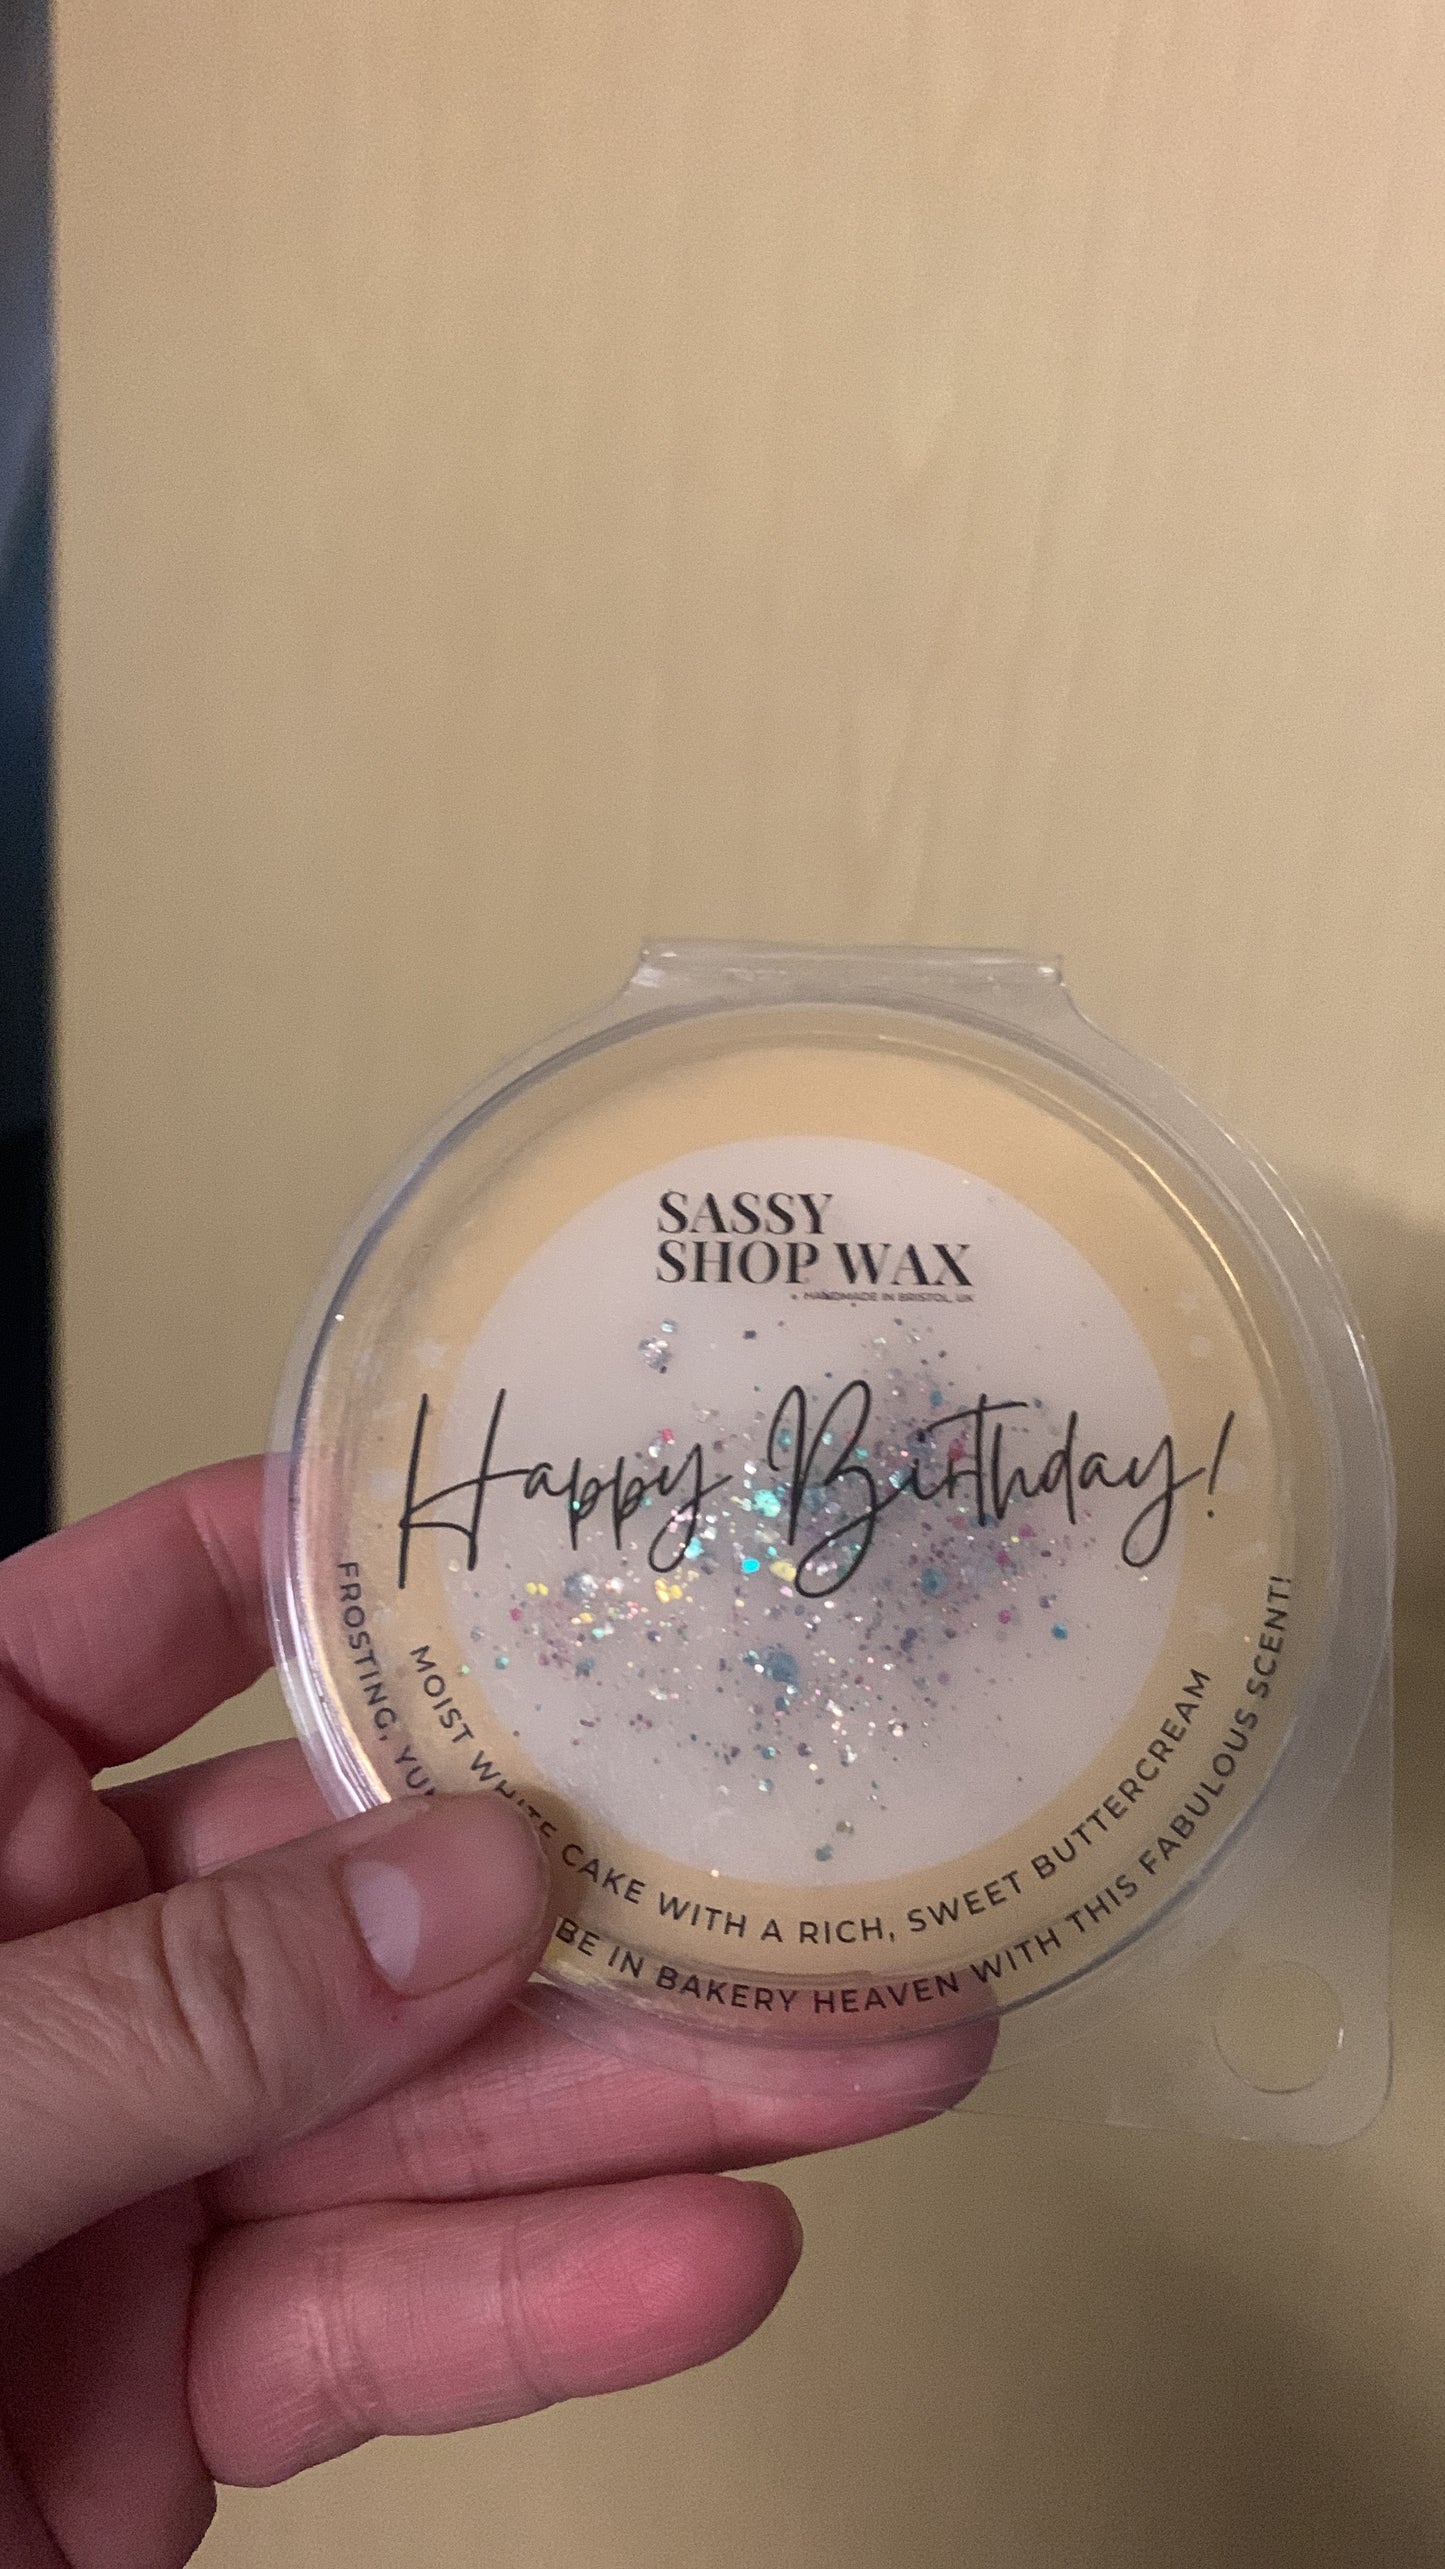 SASSY
SHOP WAX
HANDMADE IN BRISTOL, UK
Happy Birthday!
MOIST WHITE CAKE WITH A RICH, SWEET BUTTERCREAM
FROSTING, BE IN BAKERY HEAVEN WITH THIS FABULOUS SCENT!